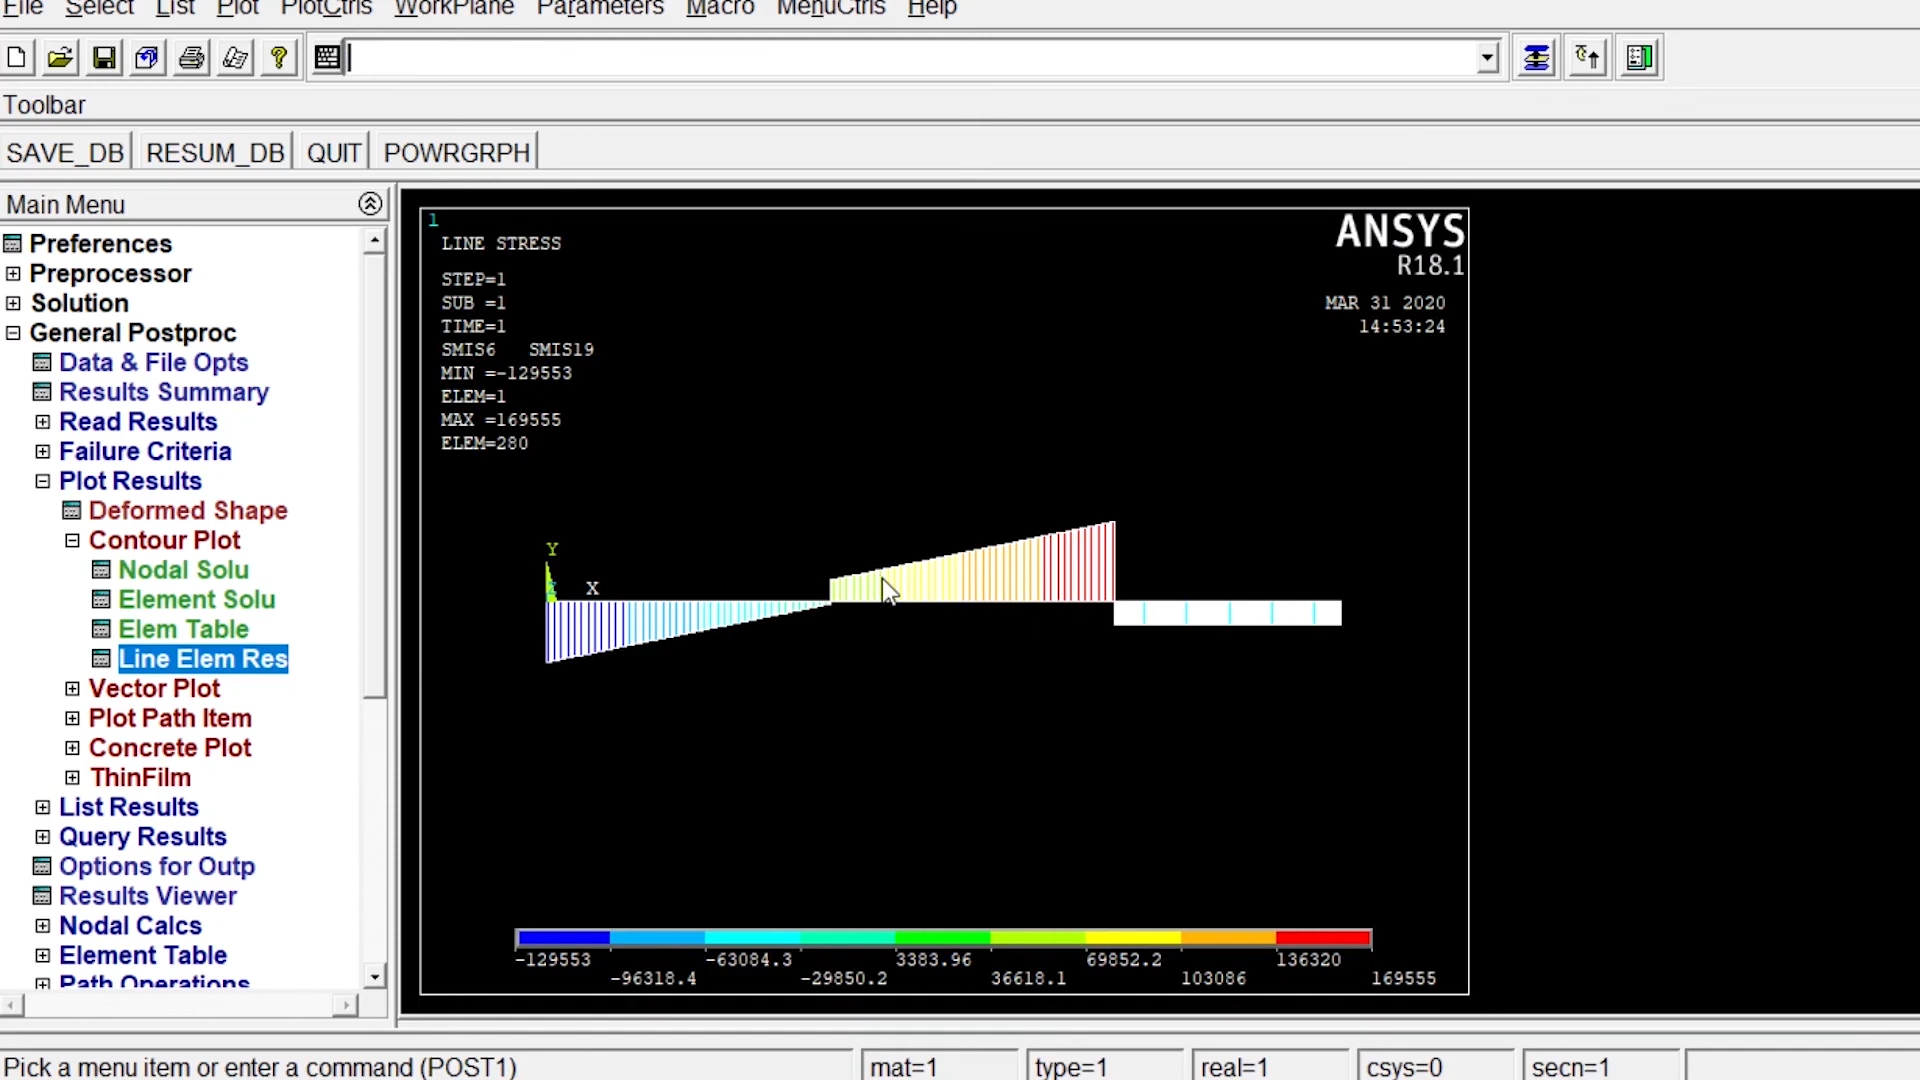 File Select List Plot PlotCtrls WorkPlane Parameters Macro MenuCtrls Help
Toolbar
SAVE_DB RESUM_DB QUIT POWRGRPH
Main Menu
Preferences
Preprocessor
Solution
General Postproc
Data & File Opts
Results Summary
Read Results
Failure Criteria
Plot Results
Deformed Shape
Contour Plot
Nodal Solu
Element Solu
Elem Table
Line Elem Res
Vector Plot
Plot Path Item
Concrete Plot
ThinFilm
List Results
Query Results
Options for Outp
Results Viewer
Nodal Calcs
Element Table
Path Operations
1
LINE STRESS
STEP=1
SUB =1
TIME=1
SMIS6 SMIS19
MIN =-129553
ELEM=1
MAX =169555
ELEM=280
ANSYS
R18.1
MAR 31 2020
14:53:24
Y
X
-129553 -63084.3 3383.96 69852.2 136320
-96318.4 -29850.2 36618.1 103086 169555
Pick a menu item or enter a command (POST1) mat=1 type=1 real=1 csys=0 secn=1